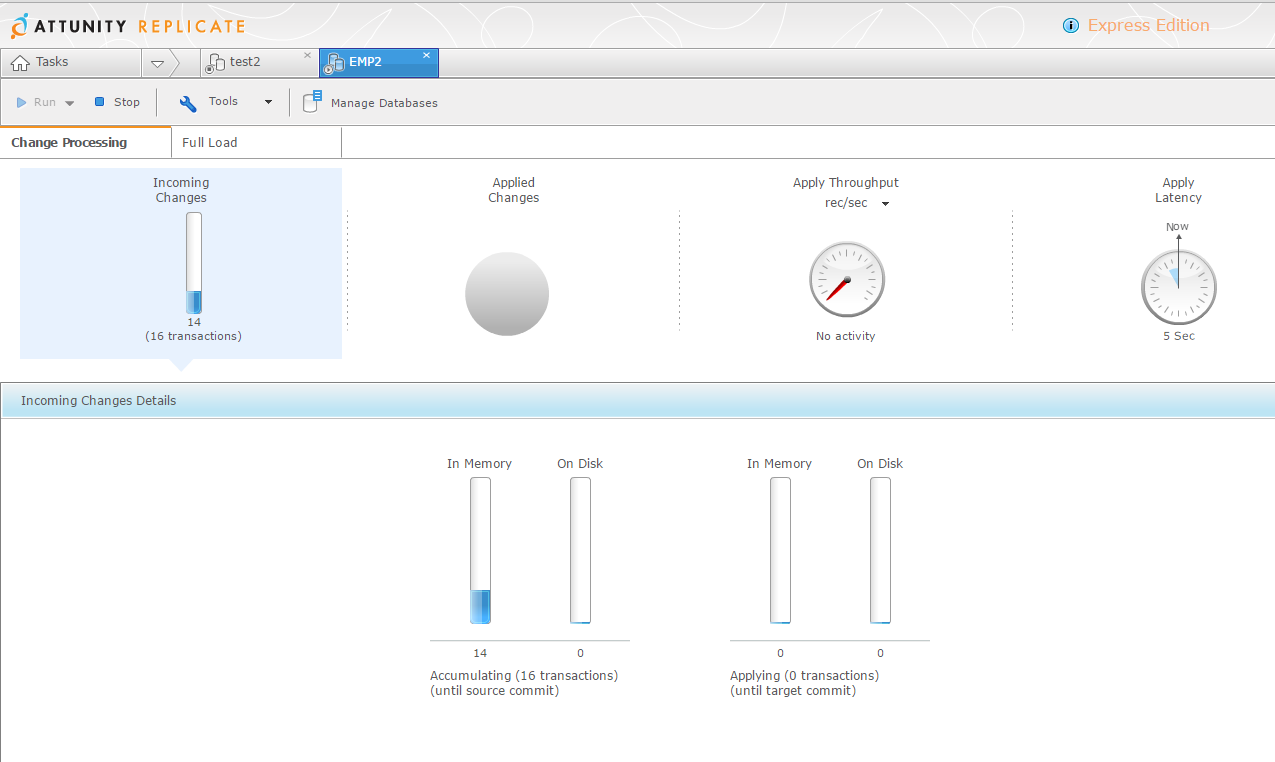 ATTUNITY REPLICATE
Express Edition
Tasks
test2
EMP2
Run
Stop
Tools
Manage Databases
Change Processing
Full Load
Incoming
Changes
14
(16 transactions)
Applied
Changes
Apply Throughput
rec/sec
No activity
Apply
Latency
Now
5 Sec
Incoming Changes Details
In Memory
On Disk
14
0
Accumulating (16 transactions)
(until source commit)
In Memory
On Disk
0
0
Applying (0 transactions)
(until target commit)